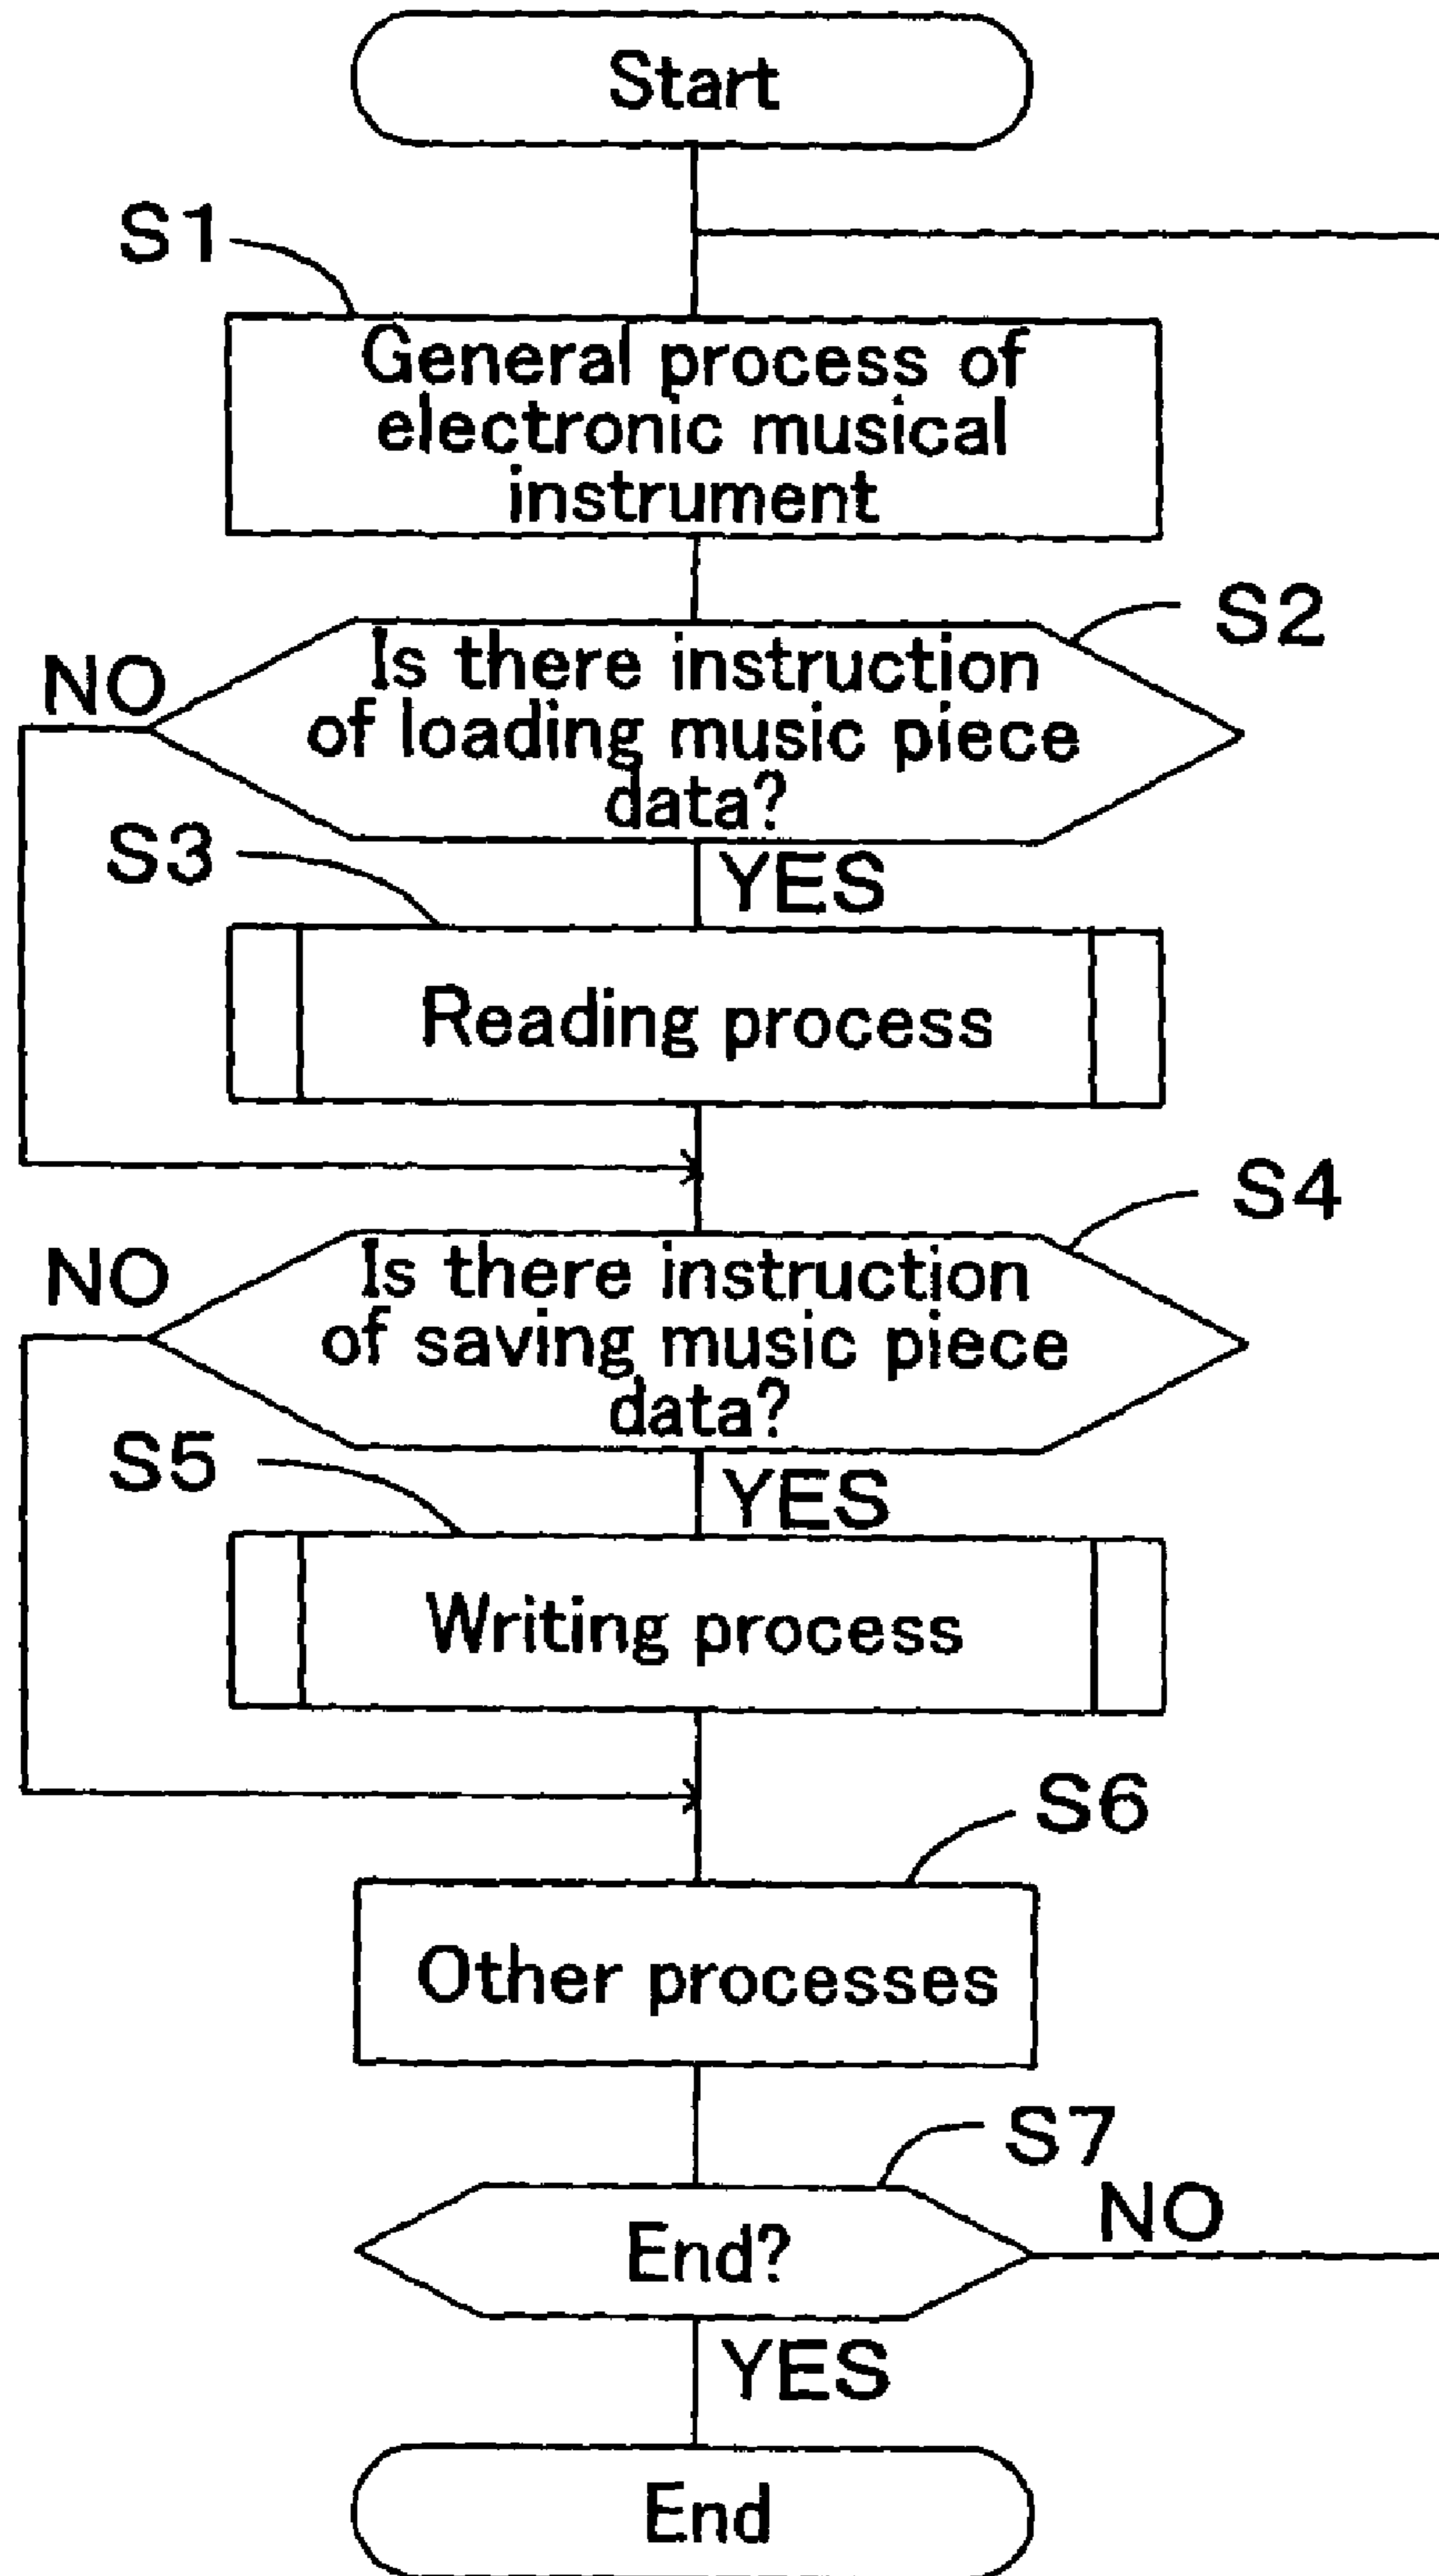 Start
S1
General process of
electronic musical
instrument
S2
NO
Is there instruction
of loading music piece
data?
S3
YES
Reading process
S4
NO
Is there instruction
of saving music piece
data?
S5
YES
Writing process
S6
Other processes
S7
End?
NO
YES
End